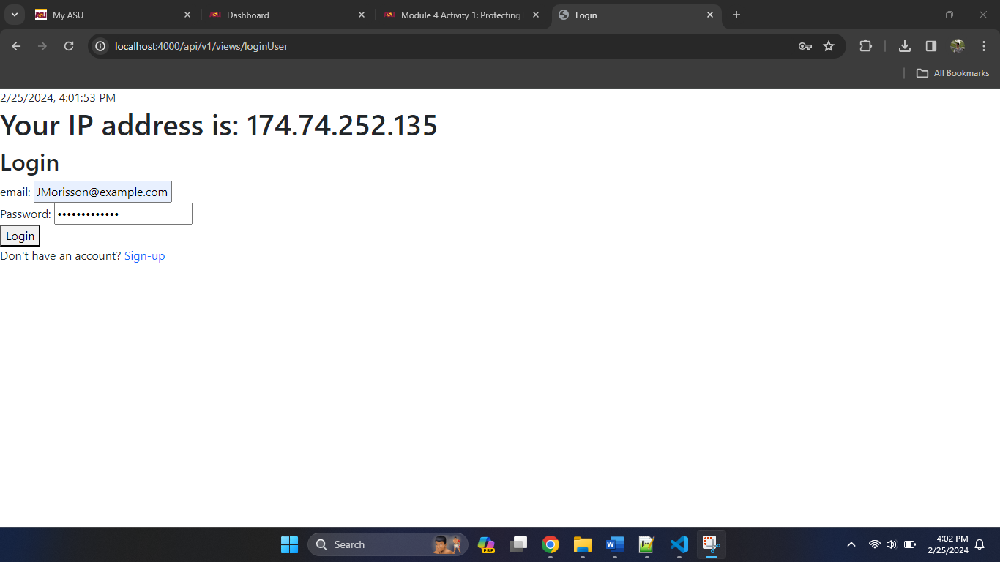 My ASU
Dashboard
Module 4 Activity 1: Protecting
Login
localhost:4000/api/v1/views/loginUser
All Bookmarks
2/25/2024, 4:01:53 PM
Your IP address is: 174.74.252.135
Login
email: JMorisson@example.com
Password: •••••••••••••
Login
Don't have an account? Sign-up
Search
PRE
4:02 PM
2/25/2024